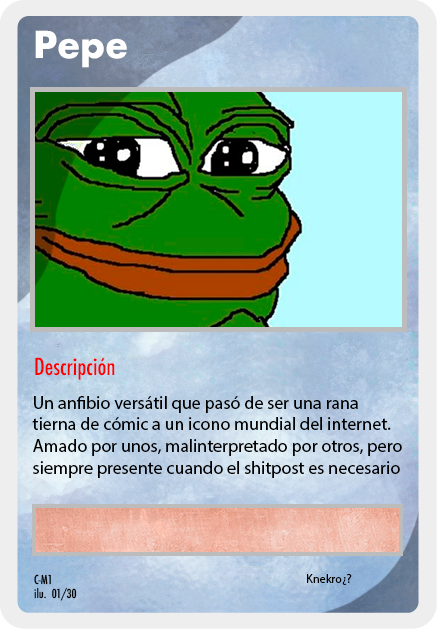 Pepe
Descripción
Un anfibio versátil que pasó de ser una rana
tierna de cómic a un icono mundial del internet.
Amado por unos, malinterpretado por otros, pero
siempre presente cuando el shitpost es necesario
C-M1
ilu. 01/30
Knekro¿?